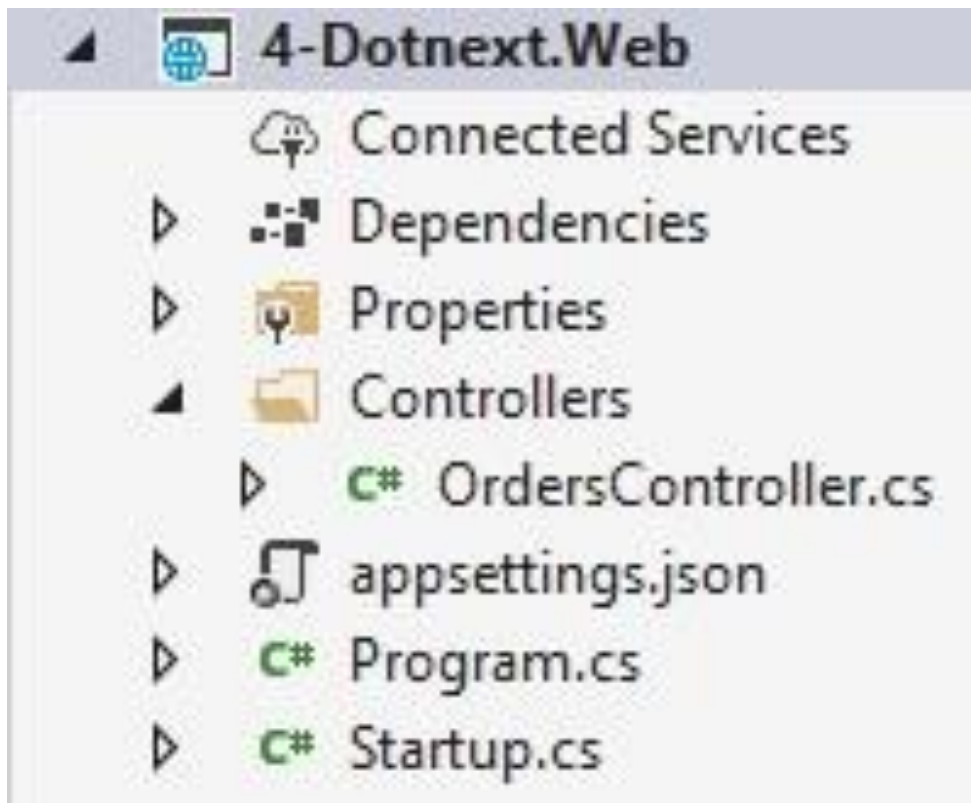 4-Dotnext.Web
Connected Services
Dependencies
Properties
Controllers
C# OrdersController.cs
appsettings.json
C# Program.cs
C# Startup.cs